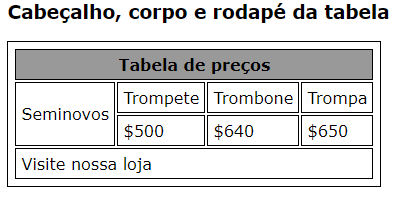 Cabeçalho, corpo e rodapé da tabela
Tabela de preços
Seminovos Trompete Trombone Trompa
$500 $640 $650
Visite nossa loja